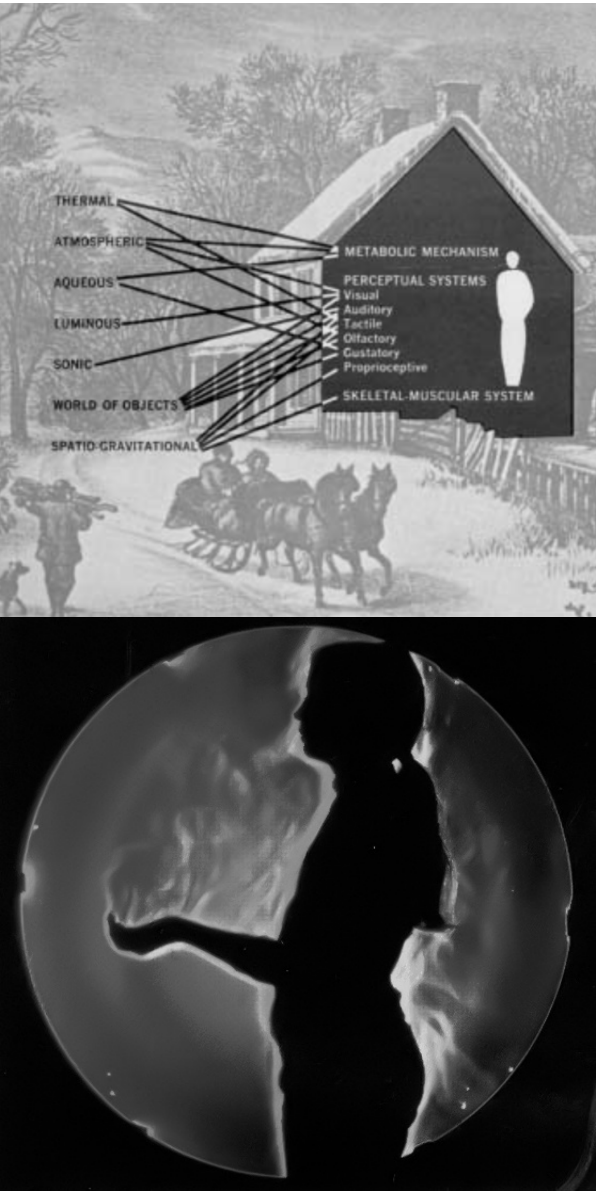 THERMAL
ATMOSPHERIC
AQUEOUS
LUMINOUS
SONIC
WORLD OF OBJECTS
SPATIO-GRAVITATIONAL
METABOLIC MECHANISM
PERCEPTUAL SYSTEMS
Visual
Auditory
Tactile
Olfactory
Gustatory
Proprioceptive
SKELETAL-MUSCULAR SYSTEM